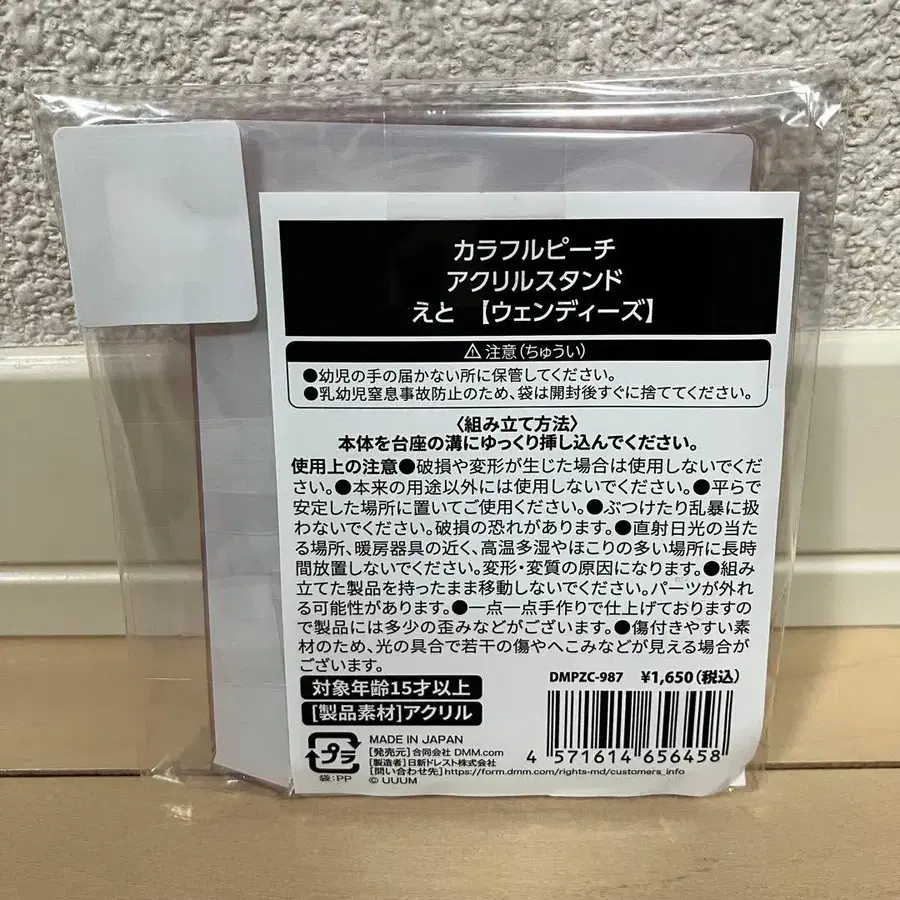 カラフルピーチ
アクリルスタンド
えと 【ウェンディーズ】
⚠注意(ちゅうい)
●幼児の手の届かない所に保管してください。
●乳幼児窒息事故防止のため、袋は開封後すぐに捨ててください。
〈組み立て方法〉
本体を台座の溝にゆっくり挿し込んでください。
使用上の注意●破損や変形が生じた場合は使用しないでくだ
さい。●本来の用途以外には使用しないでください。●平らで
安定した場所に置いてご使用ください。●ぶつけたり乱暴に扱
わないでください。破損の恐れがあります。●直射日光の当た
る場所、暖房器具の近く、高温多湿やほこりの多い場所に長時
間放置しないでください。変形・変質の原因になります。●組み
立てた製品を持ったまま移動しないでください。パーツが外れ
る可能性があります。●一点一点手作りで仕上げておりますの
で製品には多少の歪みなどがございます。●傷付きやすい素
材のため、光の具合で若干の傷やへこみなどが見える場合が
ございます。
DMPZC-987 ¥1,650(税込)
対象年齢15才以上
[製品素材]アクリル
プラ
袋:PP
MADE IN JAPAN
[発売元]合同会社 DMM.com
[製造者]日新ドレスト株式会社
[問い合わせ先]https://form.dmm.com/rights-md/customers_info
© UUUM
4 571614 656458